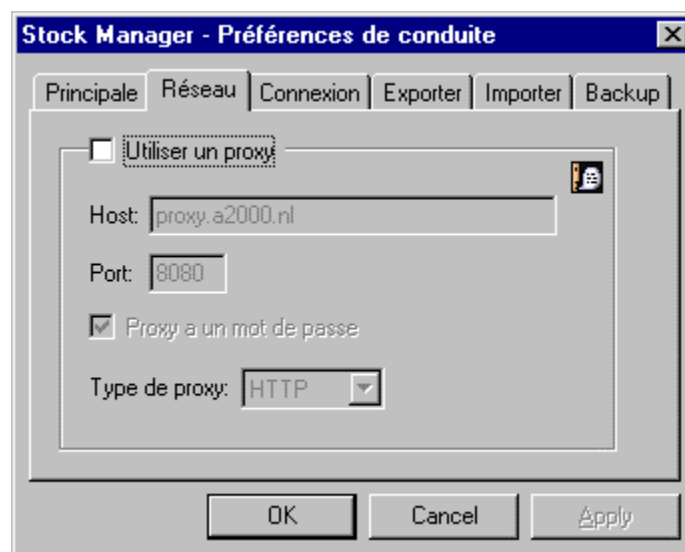 Stock Manager - Préférences de conduite
Principale Réseau Connexion Exporter Importer Backup
Utiliser un proxy
Host: proxy.a2000.nl
Port: 8080
Proxy a un mot de passe
Type de proxy: HTTP
OK Cancel Apply